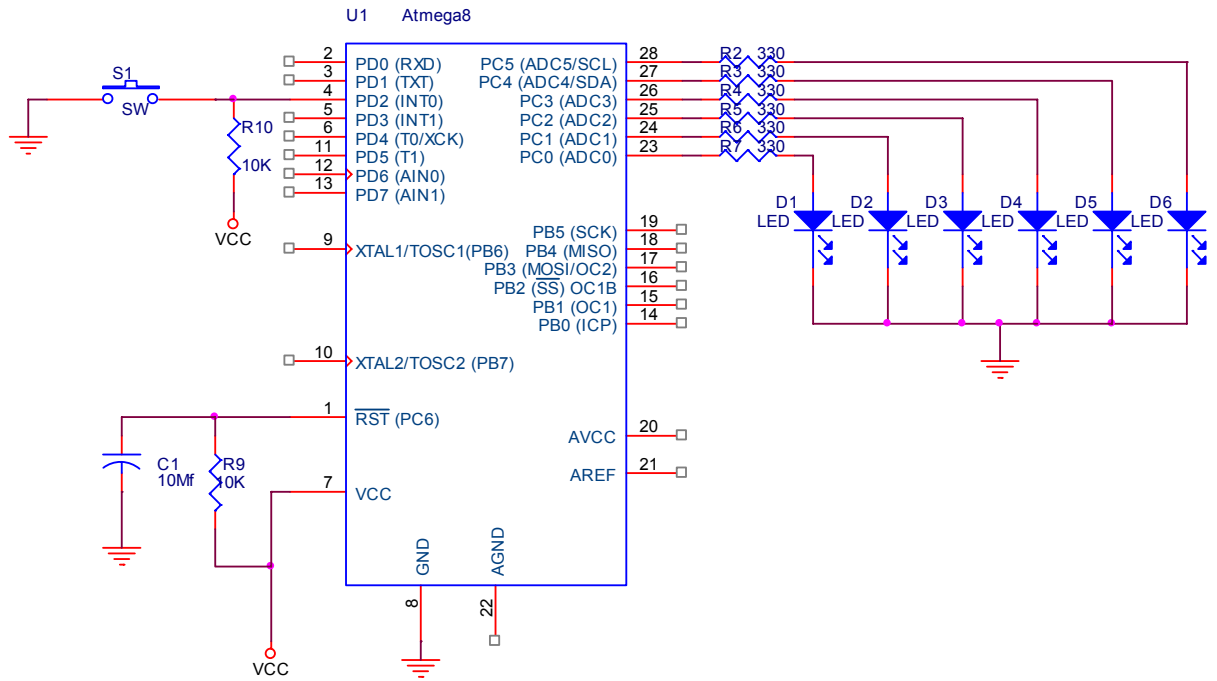 U1 Atmega8
S1
SW
R10
10K
VCC
2 PD0 (RXD)
3 PD1 (TXT)
4 PD2 (INT0)
5 PD3 (INT1)
6 PD4 (T0/XCK)
11 PD5 (T1)
12 PD6 (AIN0)
13 PD7 (AIN1)
9 XTAL1/TOSC1(PB6)
10 XTAL2/TOSC2 (PB7)
1 RST (PC6)
7 VCC
C1
10Mf
R9
10K
VCC
GND
8
AGND
22
PC5 (ADC5/SCL) 28 R2 330
PC4 (ADC4/SDA) 27 R3 330
PC3 (ADC3) 26 R4 330
PC2 (ADC2) 25 R5 330
PC1 (ADC1) 24 R6 330
PC0 (ADC0) 23 R7 330
PB5 (SCK) 19
PB4 (MISO) 18
PB3 (MOSI/OC2) 17
PB2 (SS) OC1B 16
PB1 (OC1) 15
PB0 (ICP) 14
AVCC 20
AREF 21
D1 D2 D3 D4 D5 D6
LED LED LED LED LED LED